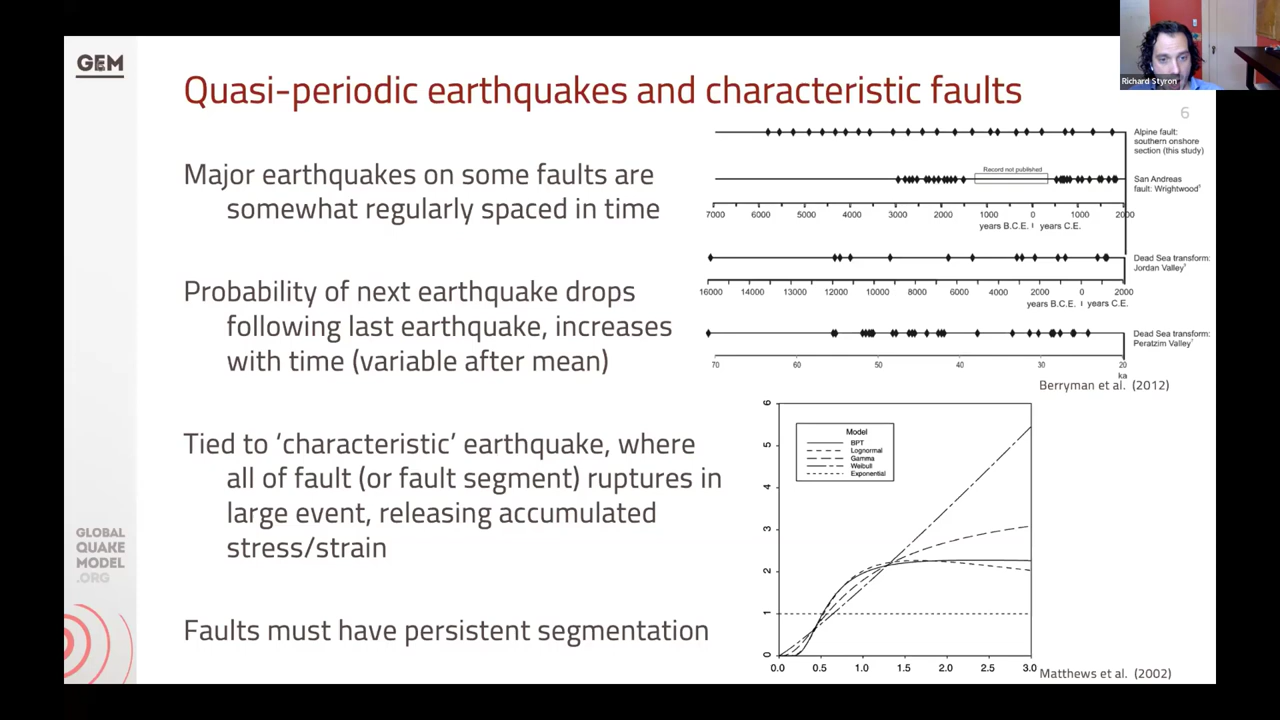 GEM
Quasi-periodic earthquakes and characteristic faults
Richard Styron
6
Major earthquakes on some faults are
somewhat regularly spaced in time
Probability of next earthquake drops
following last earthquake, increases
with time (variable after mean)
Tied to ‘characteristic’ earthquake, where
all of fault (or fault segment) ruptures in
large event, releasing accumulated
stress/strain
Faults must have persistent segmentation
GLOBAL
QUAKE
MODEL
.ORG
Alpine fault:
southern onshore
section (this study)
Record not published
San Andreas
fault: Wrightwood
7000 6000 5000 4000 3000 2000 1000 0 1000 2000
years B.C.E. years C.E.
Dead Sea transform:
Jordan Valley
16000 14000 13000 12000 10000 8000 6000 4000 2000 0 2000
years B.C.E. years C.E.
Dead Sea transform:
Peratzim Valley
70 60 50 40 30 20
ka
Berryman et al. (2012)
Model
BPT
Lognormal
Gamma
Weibull
Exponential
6
5
4
3
2
1
0
0.0 0.5 1.0 1.5 2.0 2.5 3.0
Matthews et al. (2002)